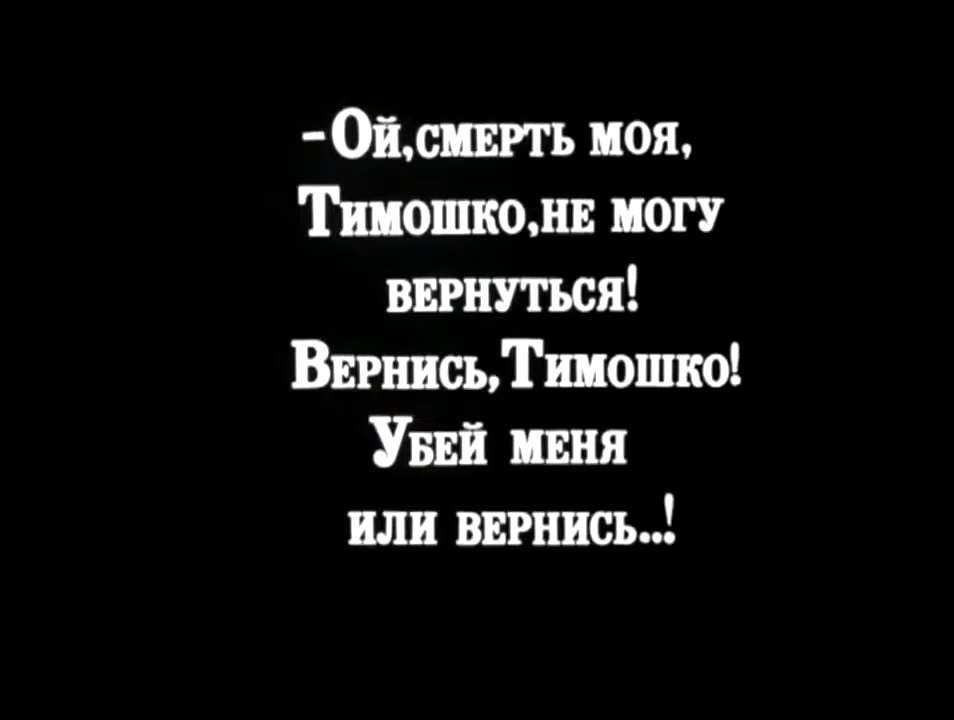 -Ой,смерть моя,
Тимошко,не могу
вернуться!
Вернись,Тимошко!
Убей меня
или вернись..!